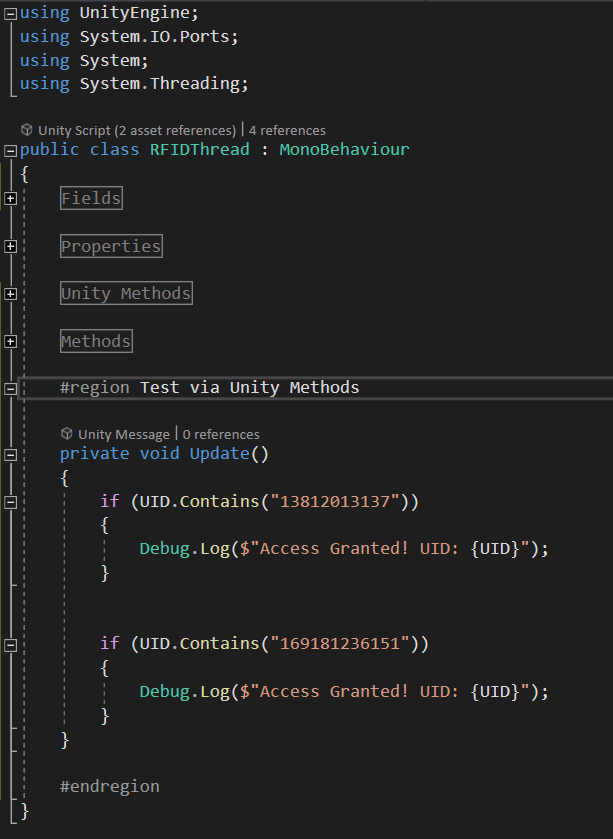 using UnityEngine;
using System.IO.Ports;
using System;
using System.Threading;
Unity Script (2 asset references) | 4 references
public class RFIDThread : MonoBehaviour
{
Fields
Properties
Unity Methods
Methods
#region Test via Unity Methods
Unity Message | 0 references
private void Update()
{
if (UID.Contains("13812013137"))
{
Debug.Log($"Access Granted! UID: {UID}");
}
if (UID.Contains("169181236151"))
{
Debug.Log($"Access Granted! UID: {UID}");
}
}
#endregion
}